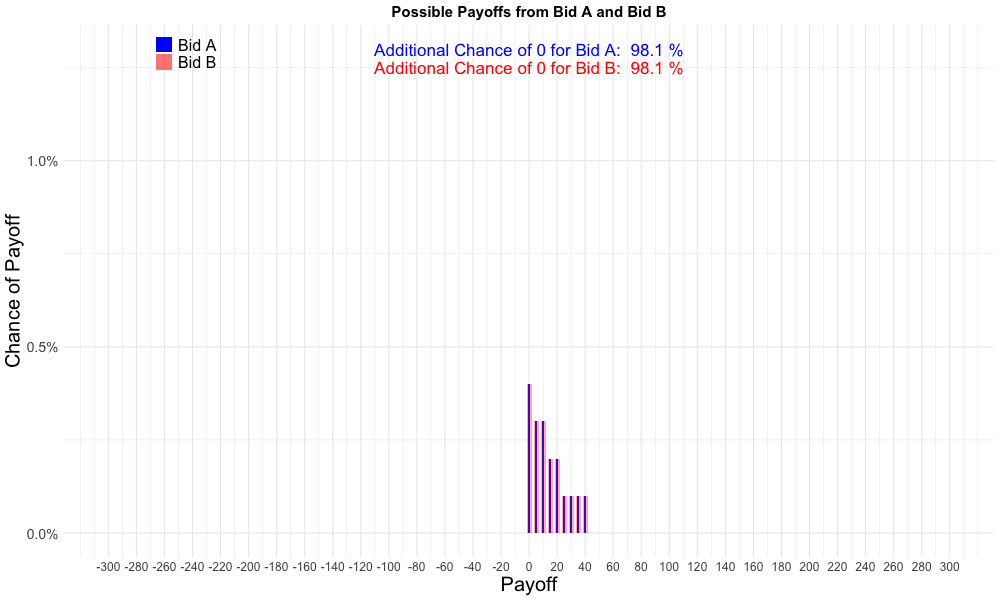 Possible Payoffs from Bid A and Bid B
Bid A
Bid B
Additional Chance of 0 for Bid A: 98.1 %
Additional Chance of 0 for Bid B: 98.1 %
Chance of Payoff
1.0%
0.5%
0.0%
-300 -280 -260 -240 -220 -200 -180 -160 -140 -120 -100 -80 -60 -40 -20 0 20 40 60 80 100 120 140 160 180 200 220 240 260 280 300
Payoff